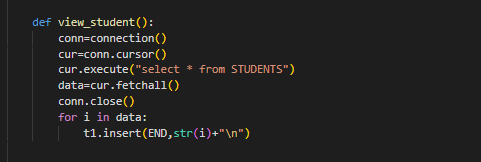 def view_student():
    conn=connection()
    cur=conn.cursor()
    cur.execute("select * from STUDENTS")
    data=cur.fetchall()
    conn.close()
    for i in data:
        t1.insert(END,str(i)+"\n")